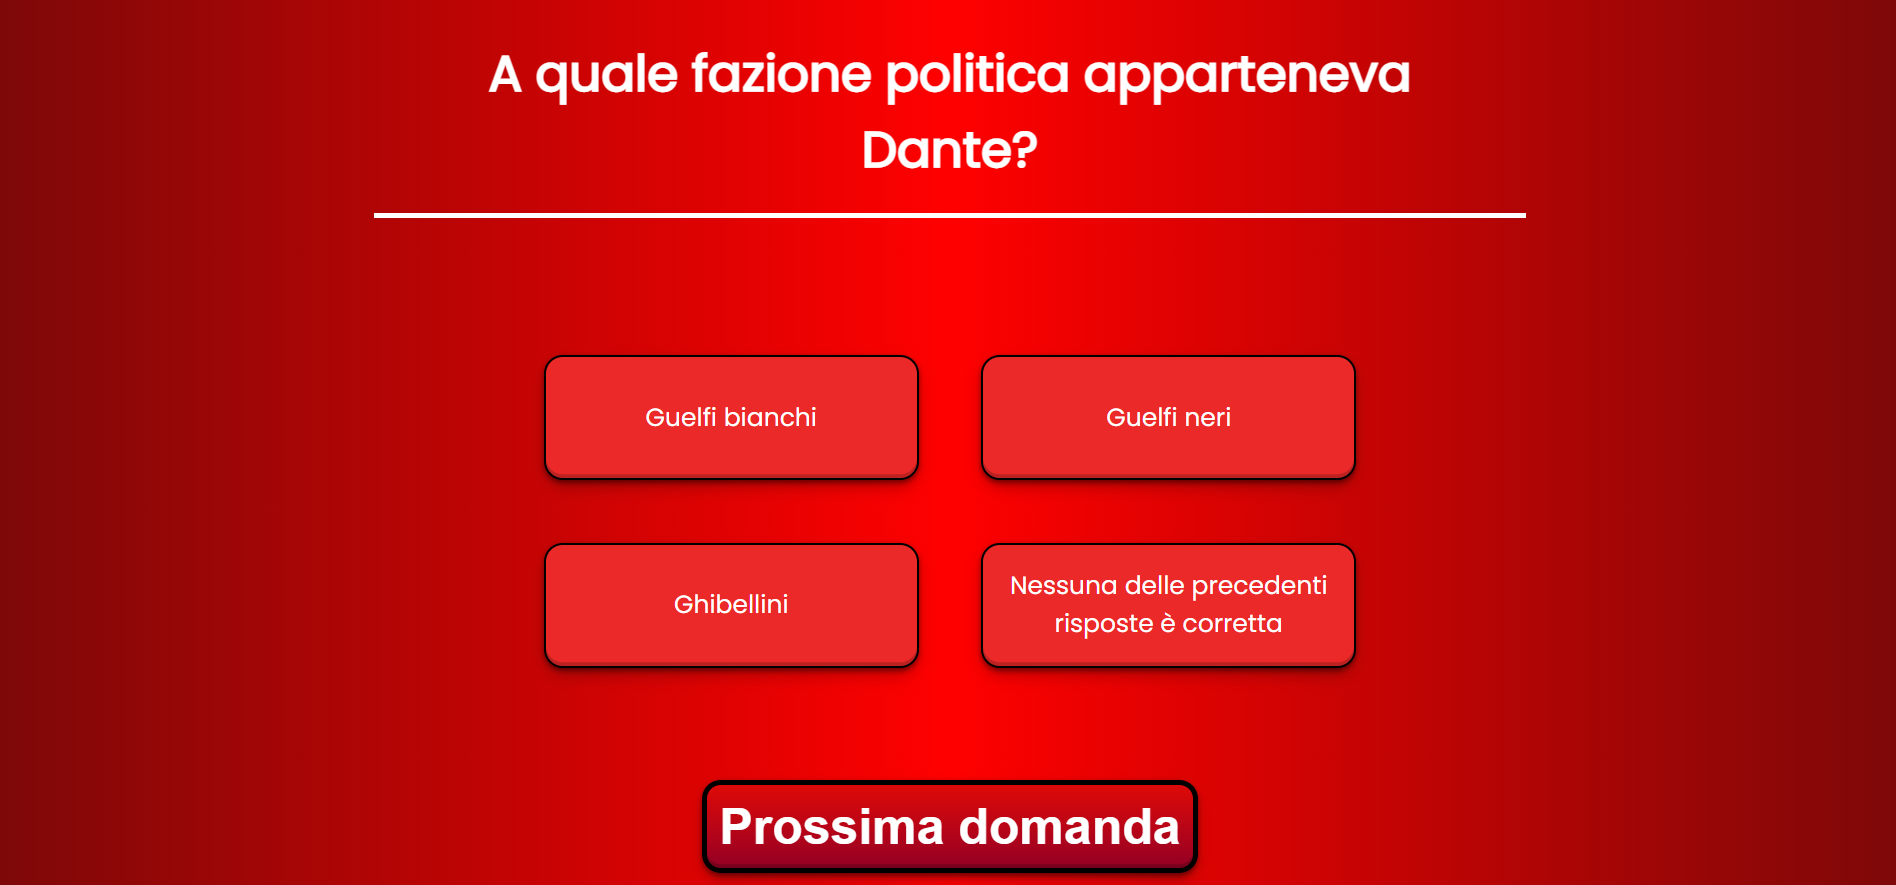 A quale fazione politica apparteneva
Dante?
Guelfi bianchi
Guelfi neri
Ghibellini
Nessuna delle precedenti
risposte è corretta
Prossima domanda